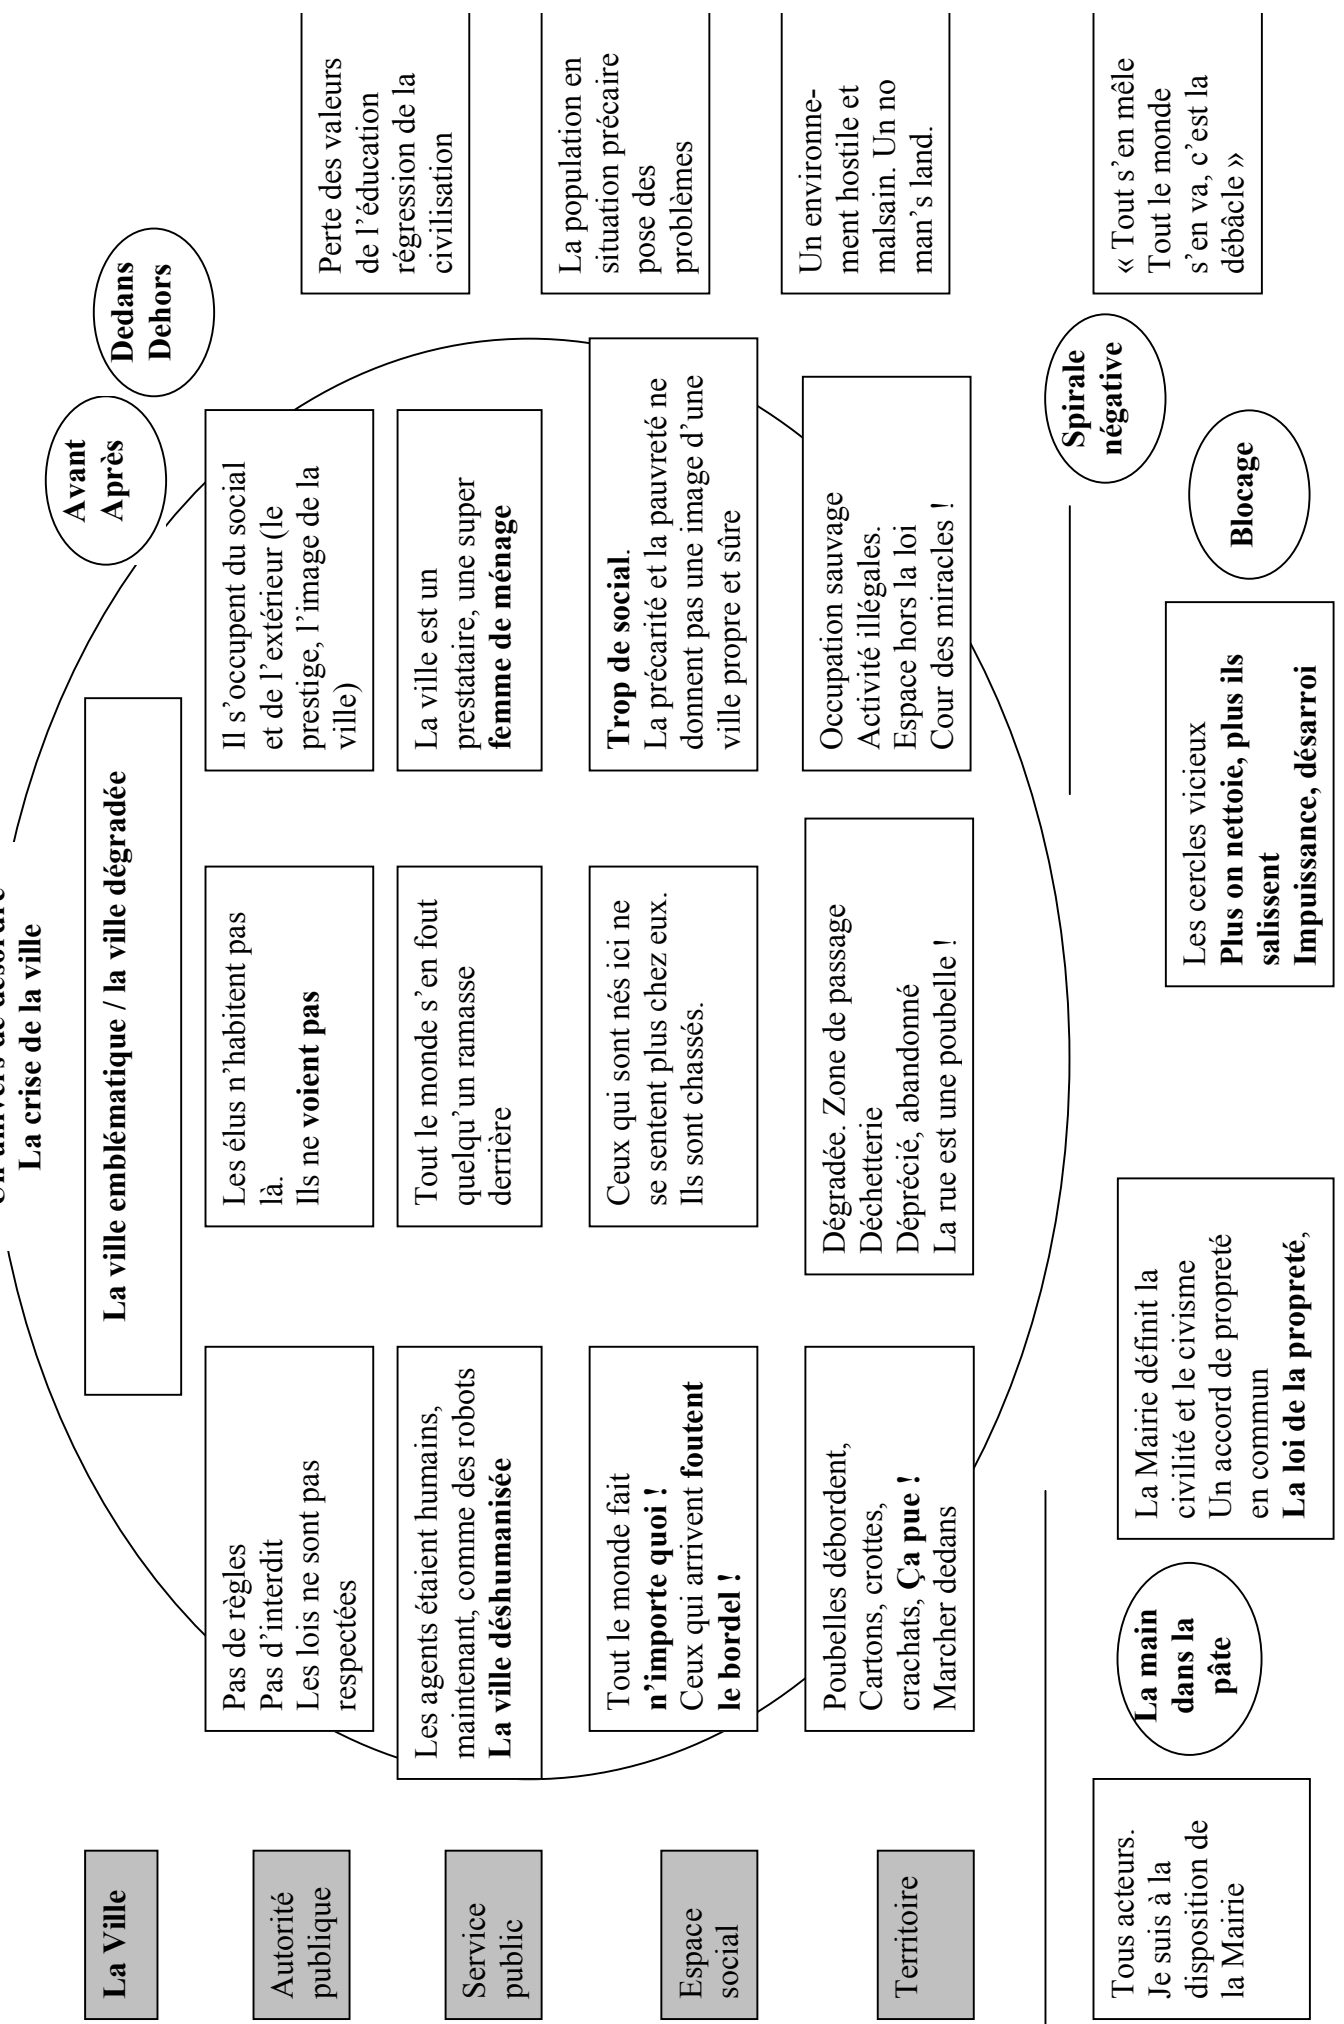 La crise de la ville
Avant
Après
Dedans
Dehors
La Ville
La ville emblématique / la ville dégradée
Autorité
publique
Pas de règles
Pas d’interdit
Les lois ne sont pas
respectées
Les élus n’habitent pas
là.
Ils ne voient pas
Il s’occupent du social
et de l’extérieur (le
prestige, l’image de la
ville)
Perte des valeurs
de l’éducation
régression de la
civilisation
Service
public
Les agents étaient humains,
maintenant, comme des robots
La ville déshumanisée
Tout le monde s’en fout
quelqu’un ramasse
derrière
La ville est un
prestataire, une super
femme de ménage
La population en
situation précaire
pose des
problèmes
Espace
social
Tout le monde fait
n’importe quoi !
Ceux qui arrivent foutent
le bordel !
Ceux qui sont nés ici ne
se sentent plus chez eux.
Ils sont chassés.
Trop de social.
La précarité et la pauvreté ne
donnent pas une image d’une
ville propre et sûre
Un environne-
ment hostile et
malsain. Un no
man’s land.
Territoire
Poubelles débordent,
Cartons, crottes,
crachats, Ça pue !
Marcher dedans
Dégradée. Zone de passage
Déchetterie
Déprécié, abandonné
La rue est une poubelle !
Occupation sauvage
Activité illégales.
Espace hors la loi
Cour des miracles !
Tous acteurs.
Je suis à la
disposition de
la Mairie
La main
dans la
pâte
La Mairie définit la
civilité et le civisme
Un accord de propreté
en commun
La loi de la propreté,
Les cercles vicieux
Plus on nettoie, plus ils
salissent
Impuissance, désarroi
Blocage
Spirale
négative
« Tout s’en mêle
Tout le monde
s’en va, c’est la
débâcle »